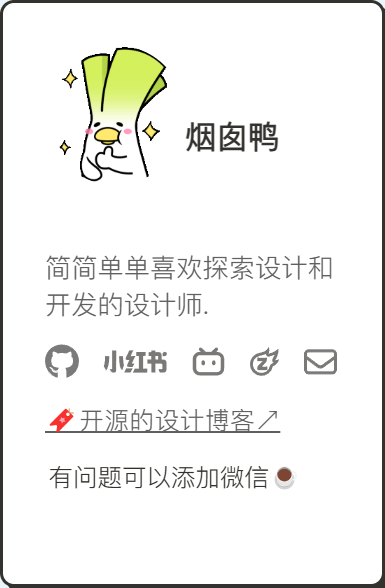 烟囱鸭
简简单单喜欢探索设计和
开发的设计师.
小红书
开源的设计博客↗
有问题可以添加微信